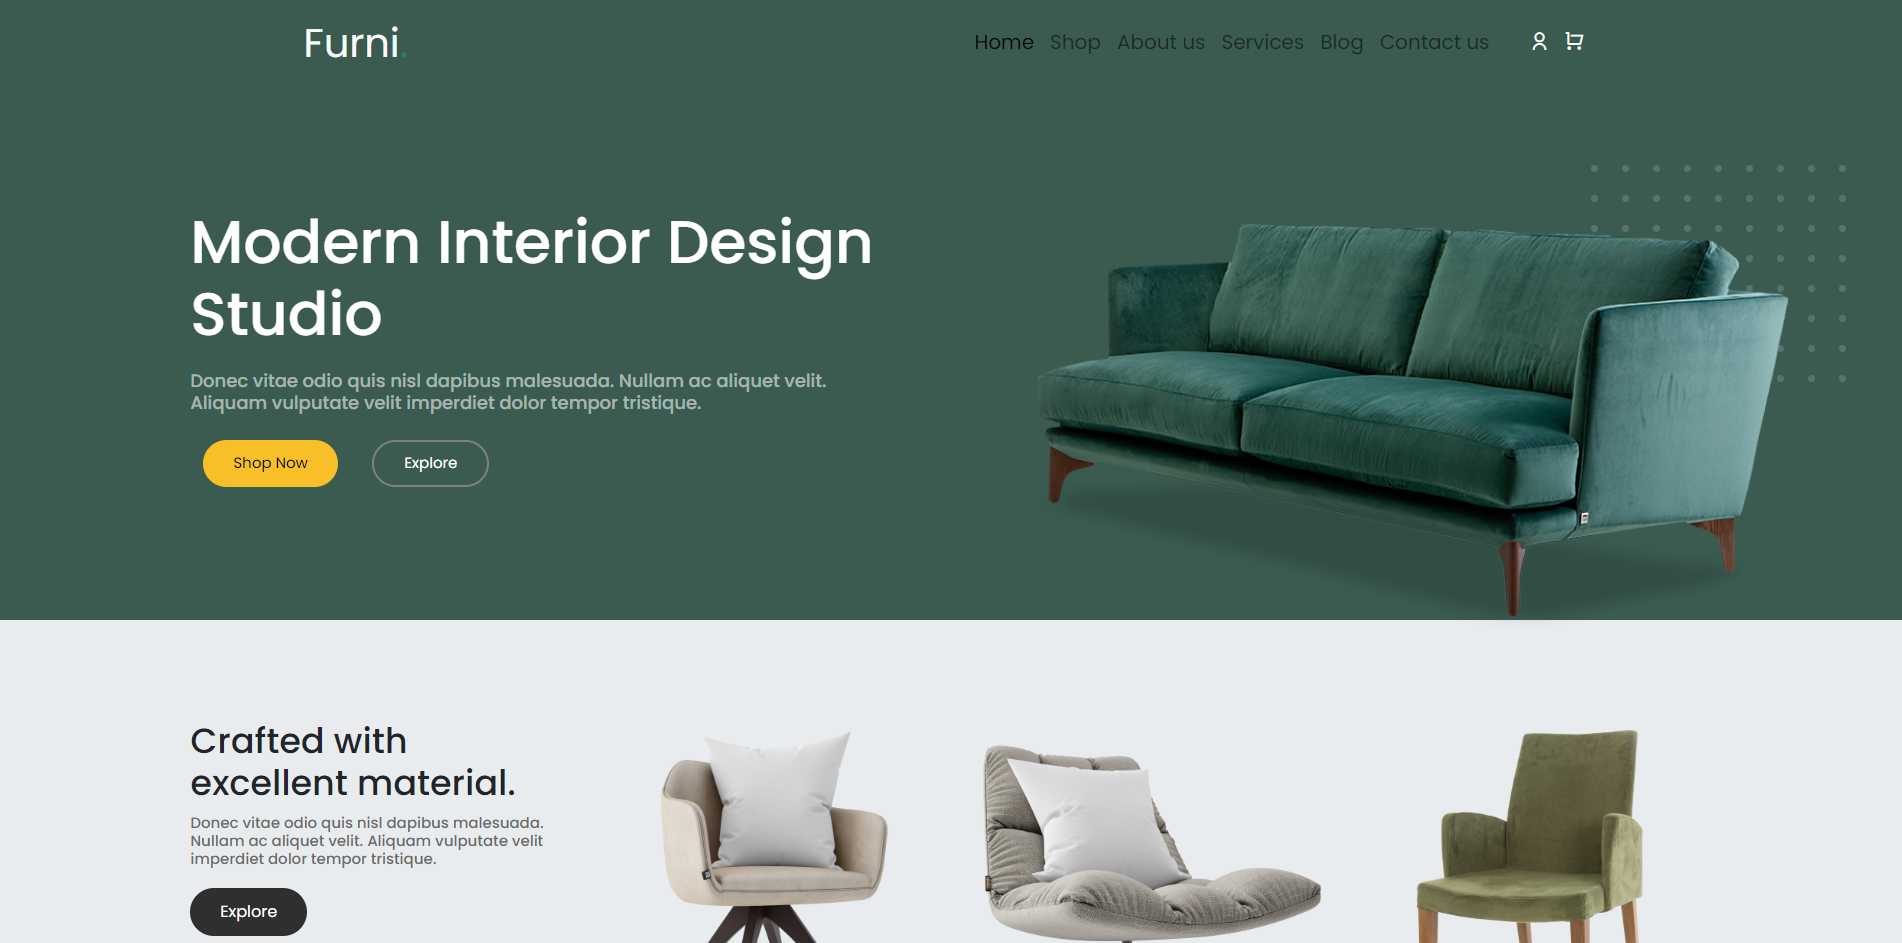 Furni.
Home Shop About us Services Blog Contact us
Modern Interior Design
Studio
Donec vitae odio quis nisl dapibus malesuada. Nullam ac aliquet velit.
Aliquam vulputate velit imperdiet dolor tempor tristique.
Shop Now
Explore
Crafted with
excellent material.
Donec vitae odio quis nisl dapibus malesuada.
Nullam ac aliquet velit. Aliquam vulputate velit
imperdiet dolor tempor tristique.
Explore